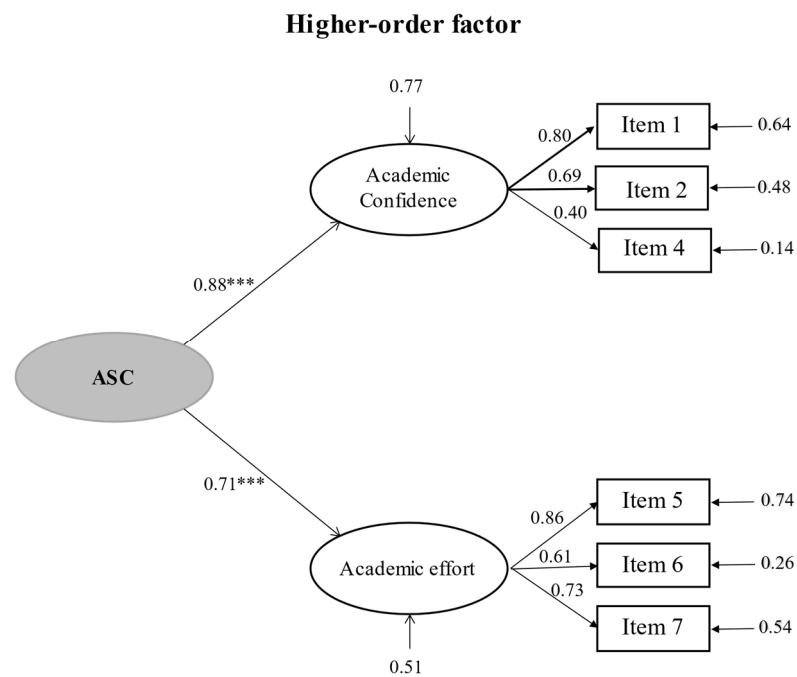 Higher-order factor
0.77
Academic
Confidence
0.80
Item 1
0.64
0.69
Item 2
0.48
0.40
Item 4
0.14
0.88***
ASC
0.71***
Academic effort
0.86
Item 5
0.74
0.61
Item 6
0.26
0.73
Item 7
0.54
0.51